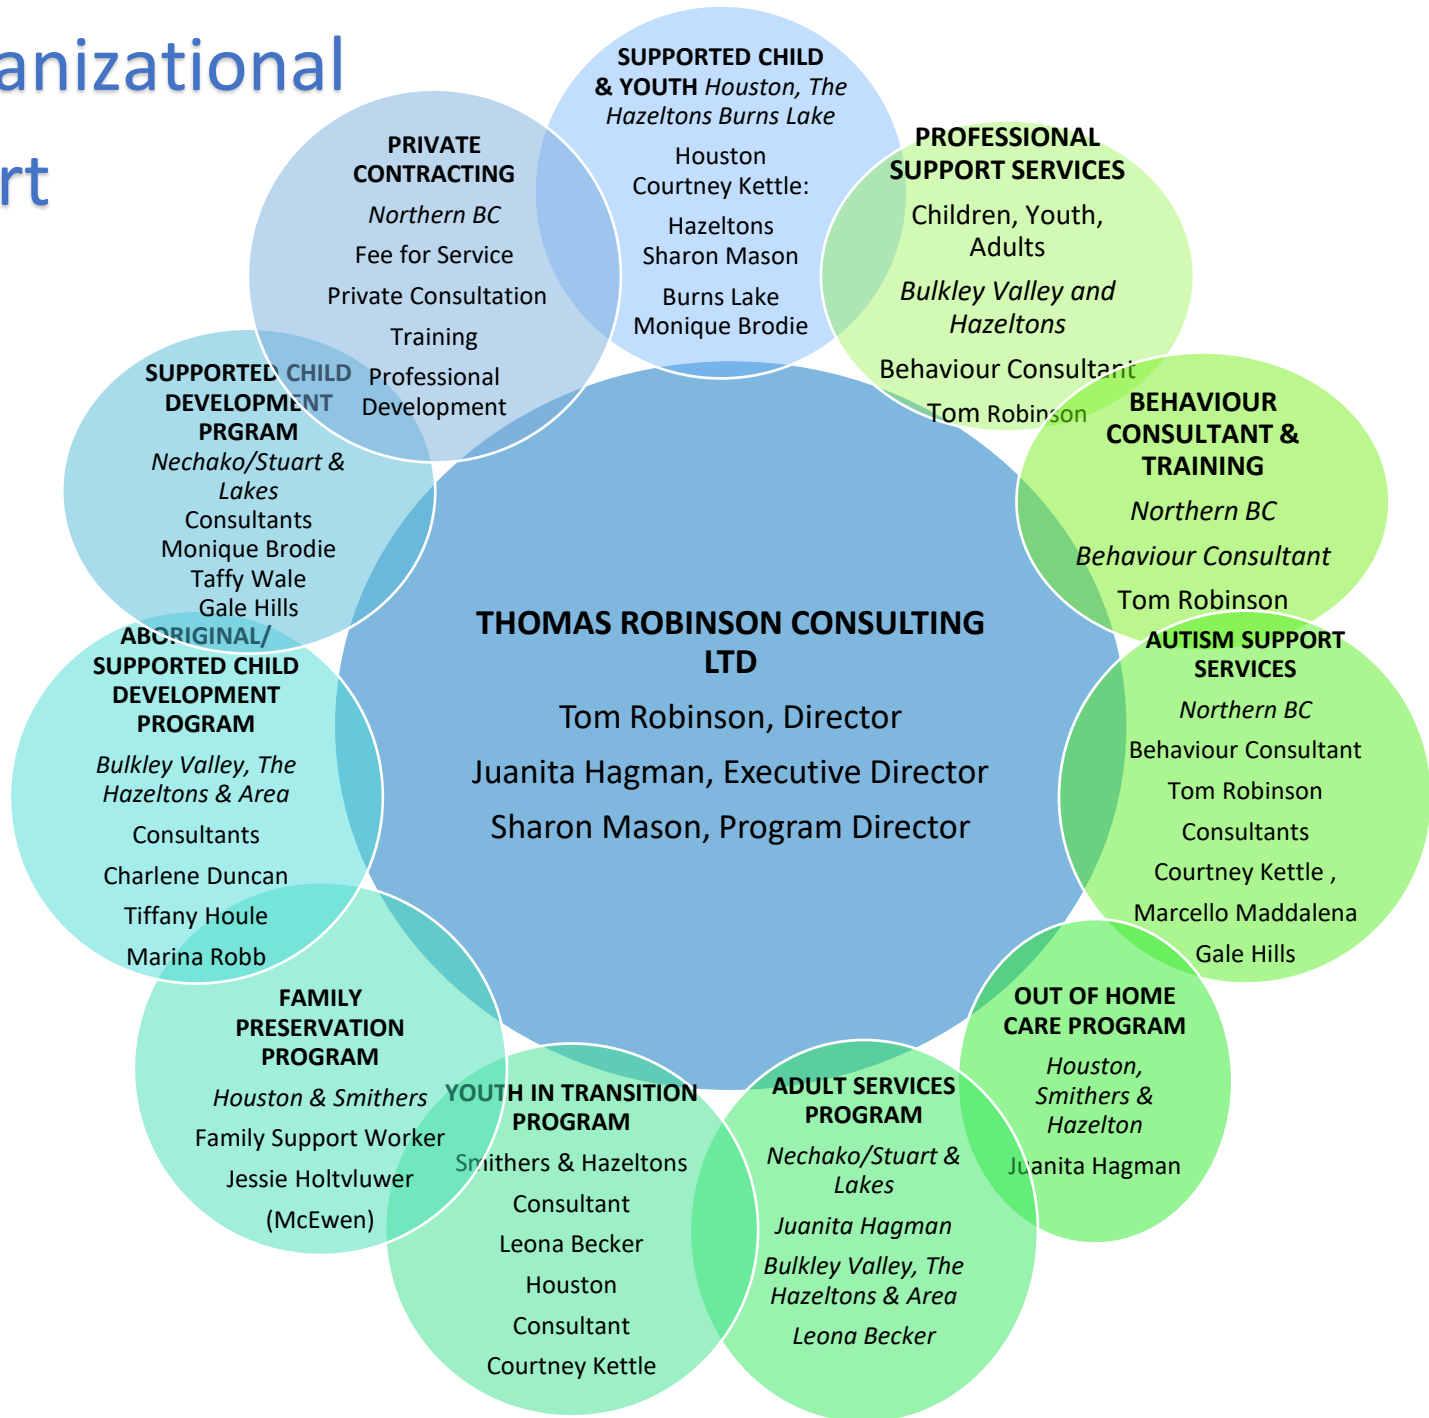 anizational
rt
SUPPORTED CHILD
& YOUTH Houston, The
Hazeltons Burns Lake
Houston
Courtney Kettle:
Hazeltons
Sharon Mason
Burns Lake
Monique Brodie
PROFESSIONAL
SUPPORT SERVICES
Children, Youth,
Adults
Bulkley Valley and
Hazeltons
Behaviour Consultant
Tom Robinson
BEHAVIOUR
CONSULTANT &
TRAINING
Northern BC
Behaviour Consultant
Tom Robinson
AUTISM SUPPORT
SERVICES
Northern BC
Behaviour Consultant
Tom Robinson
Consultants
Courtney Kettle ,
Marcello Maddalena
Gale Hills
OUT OF HOME
CARE PROGRAM
Houston,
Smithers &
Hazelton
Juanita Hagman
ADULT SERVICES
PROGRAM
Nechako/Stuart &
Lakes
Juanita Hagman
Bulkley Valley, The
Hazeltons & Area
Leona Becker
YOUTH IN TRANSITION
PROGRAM
Smithers & Hazeltons
Consultant
Leona Becker
Houston
Consultant
Courtney Kettle
FAMILY
PRESERVATION
PROGRAM
Houston & Smithers
Family Support Worker
Jessie Holtvluwer
(McEwen)
ABORIGINAL/
SUPPORTED CHILD
DEVELOPMENT
PROGRAM
Bulkley Valley, The
Hazeltons & Area
Consultants
Charlene Duncan
Tiffany Houle
Marina Robb
SUPPORTED CHILD
DEVELOPMENT
PRGRAM
Nechako/Stuart &
Lakes
Consultants
Monique Brodie
Taffy Wale
Gale Hills
PRIVATE
CONTRACTING
Northern BC
Fee for Service
Private Consultation
Training
Professional
Development
THOMAS ROBINSON CONSULTING
LTD
Tom Robinson, Director
Juanita Hagman, Executive Director
Sharon Mason, Program Director